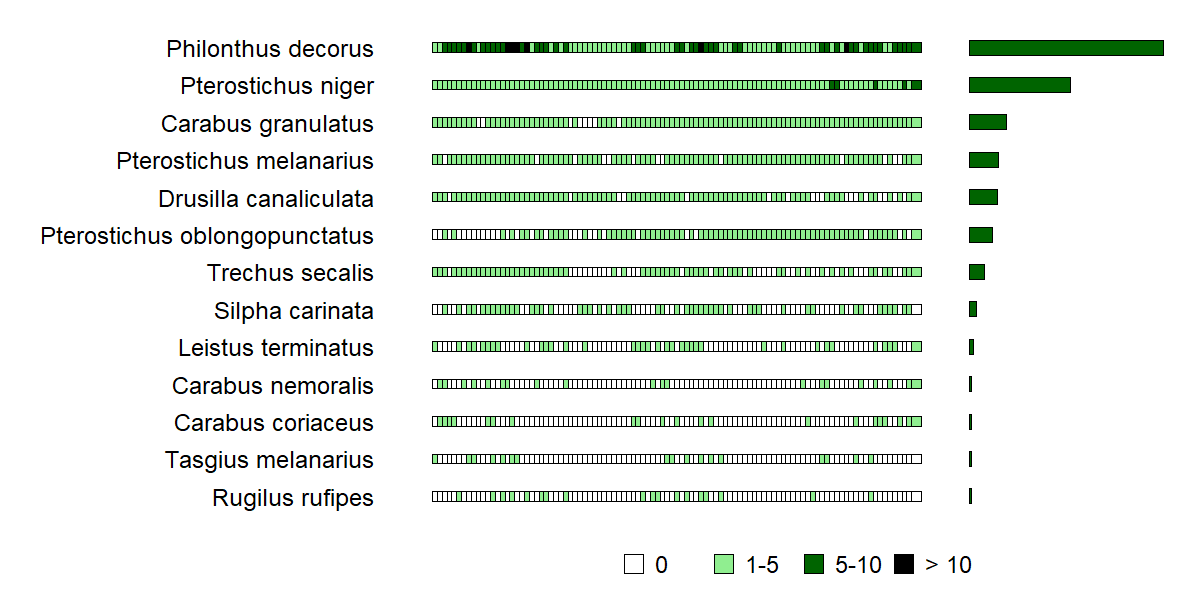 Philonthus decorus
Pterostichus niger
Carabus granulatus
Pterostichus melanarius
Drusilla canaliculata
Pterostichus oblongopunctatus
Trechus secalis
Silpha carinata
Leistus terminatus
Carabus nemoralis
Carabus coriaceus
Tasgius melanarius
Rugilus rufipes
0 1-5 5-10 > 10